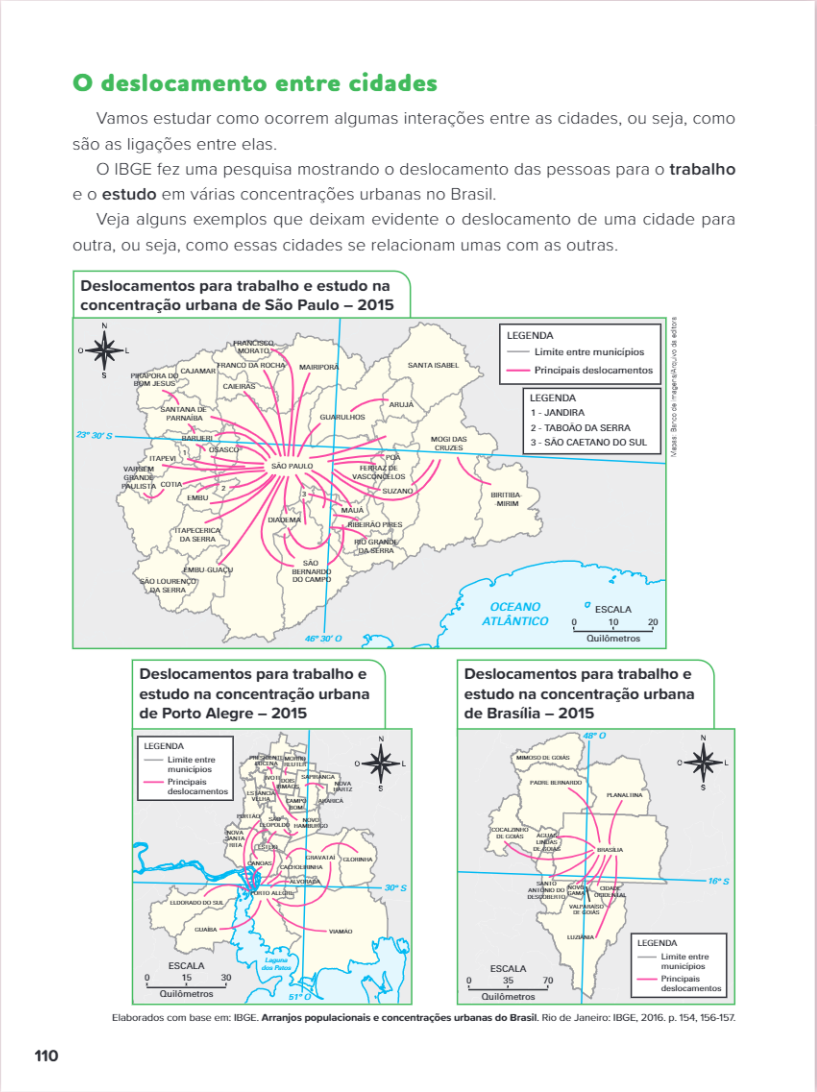 O deslocamento entre cidades
Vamos estudar como ocorrem algumas interações entre as cidades, ou seja, como
são as ligações entre elas.
O IBGE fez uma pesquisa mostrando o deslocamento das pessoas para o trabalho
e o estudo em várias concentrações urbanas no Brasil.
Veja alguns exemplos que deixam evidente o deslocamento de uma cidade para
outra, ou seja, como essas cidades se relacionam umas com as outras.
Deslocamentos para trabalho e estudo na
concentração urbana de São Paulo – 2015
N
O
L
S
LEGENDA
Limite entre municípios
Principais deslocamentos
LEGENDA
1 - JANDIRA
2 - TABOÃO DA SERRA
3 - SÃO CAETANO DO SUL
Mapas: Banco de imagens/Arquivo da editora
FRANCISCO
MORATO
FRANCO DA ROCHA
MAIRIPORÃ
SANTA ISABEL
CAJAMAR
PIRAPORA DO
BOM JESUS
CAIEIRAS
SANTANA DE
PARNAÍBA
GUARULHOS
ARUJÁ
23º 30' S
BARUERI
OSASCO
MOGI DAS
CRUZES
1
ITAPEVI
POÁ
SÃO PAULO
VARGEM
GRANDE
PAULISTA
COTIA
FERRAZ DE
VASCONCELOS
2
EMBU
3
SUZANO
BIRITIBA-
MIRIM
MAUÁ
DIADEMA
RIBEIRÃO PIRES
ITAPECERICA
DA SERRA
RIO GRANDE
DA SERRA
EMBU-GUAÇU
SÃO
BERNARDO
DO CAMPO
SÃO LOURENÇO
DA SERRA
OCEANO
ATLÂNTICO
ESCALA
0 10 20
Quilômetros
46º 30' O
Deslocamentos para trabalho e
estudo na concentração urbana
de Porto Alegre – 2015
LEGENDA
Limite entre
municípios
Principais
deslocamentos
N
O
L
S
PRESIDENTE
LUCENA
MORRO
REUTER
IVOTI
DOIS
IRMÃOS
SAPIRANGA
NOVA
HARTZ
ESTÂNCIA
VELHA
CAMPO
BOM
ARARICÁ
PORTÃO
SÃO
LEOPOLDO
NOVO
HAMBURGO
NOVA
SANTA
RITA
ESTEIO
CANOAS
GRAVATAÍ
GLORINHA
CACHOEIRINHA
ALVORADA
PORTO ALEGRE
30º S
ELDORADO DO SUL
GUAÍBA
VIAMÃO
Laguna
dos Patos
ESCALA
0 15 30
Quilômetros
51º O
Deslocamentos para trabalho e
estudo na concentração urbana
de Brasília – 2015
48º O
N
O
L
S
MIMOSO DE GOIÁS
PADRE BERNARDO
PLANALTINA
COCALZINHO
DE GOIÁS
ÁGUAS
LINDAS
DE GOIÁS
BRASÍLIA
16º S
SANTO
ANTÔNIO DO
DESCOBERTO
NOVO
GAMA
CIDADE
OCIDENTAL
VALPARAÍSO
DE GOIÁS
LUZIÂNIA
LEGENDA
Limite entre
municípios
Principais
deslocamentos
ESCALA
0 35 70
Quilômetros
Elaborados com base em: IBGE. Arranjos populacionais e concentrações urbanas do Brasil. Rio de Janeiro: IBGE, 2016. p. 154, 156-157.
110